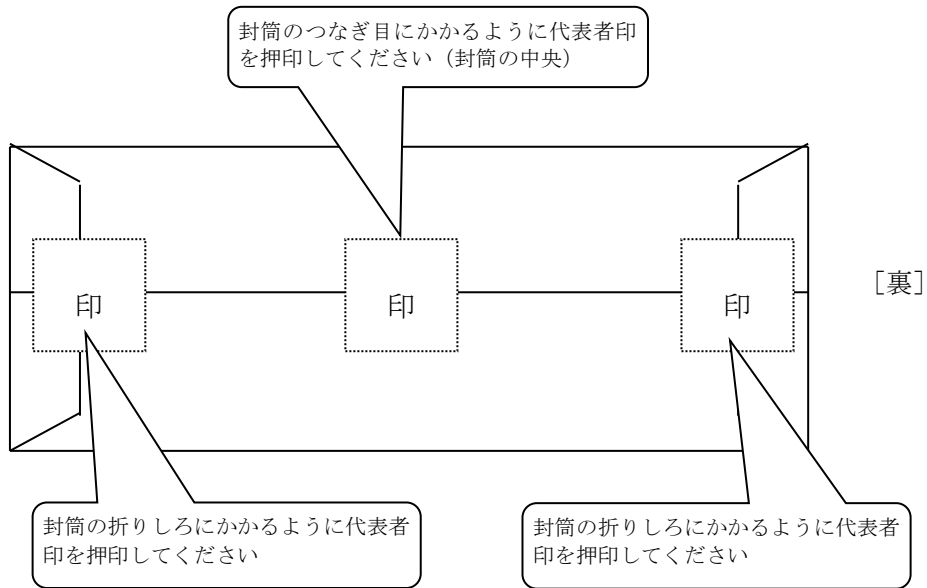 封筒のつなぎ目にかかるように代表者印
を押印してください（封筒の中央）
印
印
印
［裏］
封筒の折りしろにかかるように代表者
印を押印してください
封筒の折りしろにかかるように代表者
印を押印してください